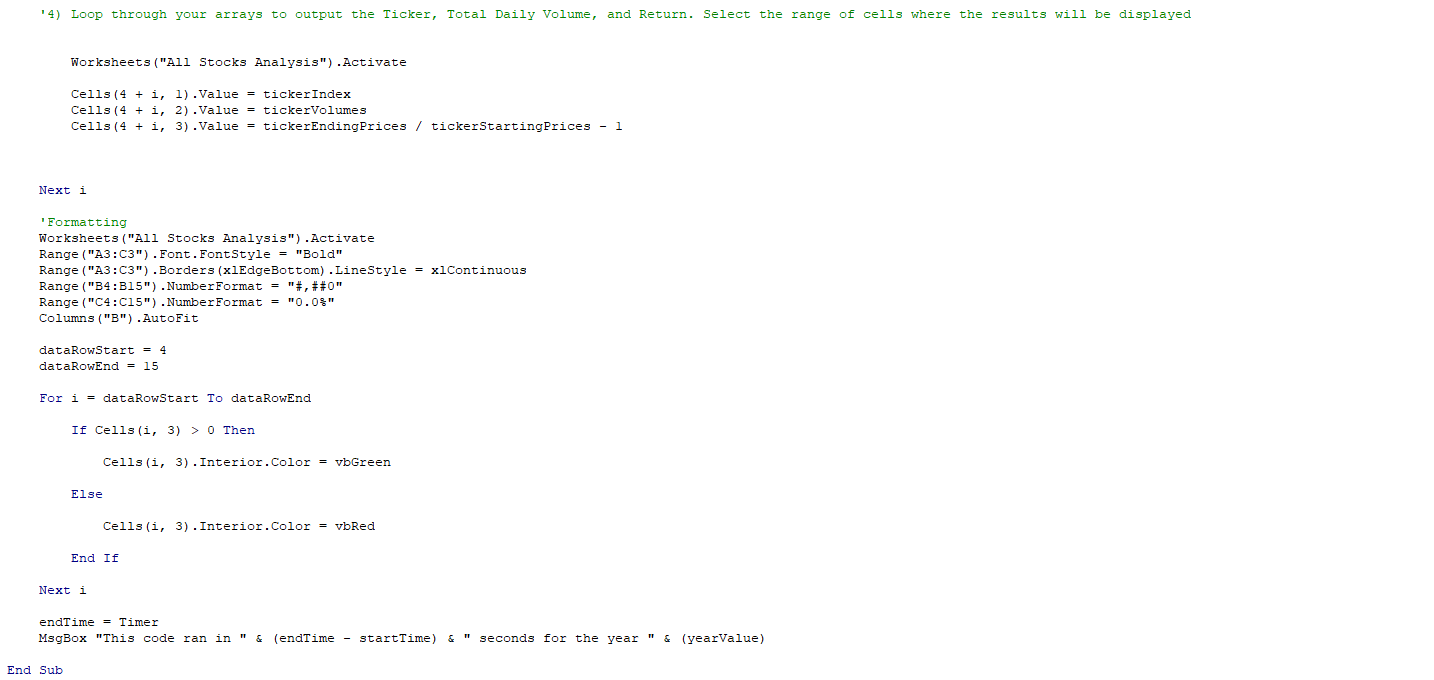 '4) Loop through your arrays to output the Ticker, Total Daily Volume, and Return. Select the range of cells where the results will be displayed
Worksheets("All Stocks Analysis").Activate
Cells(4 + i, 1).Value = tickerIndex
Cells(4 + i, 2).Value = tickerVolumes
Cells(4 + i, 3).Value = tickerEndingPrices / tickerStartingPrices - 1
Next i
'Formatting
Worksheets("All Stocks Analysis").Activate
Range("A3:C3").Font.FontStyle = "Bold"
Range("A3:C3").Borders(xlEdgeBottom).LineStyle = xlContinuous
Range("B4:B15").NumberFormat = "#,##0"
Range("C4:C15").NumberFormat = "0.0%"
Columns("B").AutoFit
dataRowStart = 4
dataRowEnd = 15
For i = dataRowStart To dataRowEnd
If Cells(i, 3) > 0 Then
Cells(i, 3).Interior.Color = vbGreen
Else
Cells(i, 3).Interior.Color = vbRed
End If
Next i
endTime = Timer
MsgBox "This code ran in " & (endTime - startTime) & " seconds for the year " & (yearValue)
End Sub